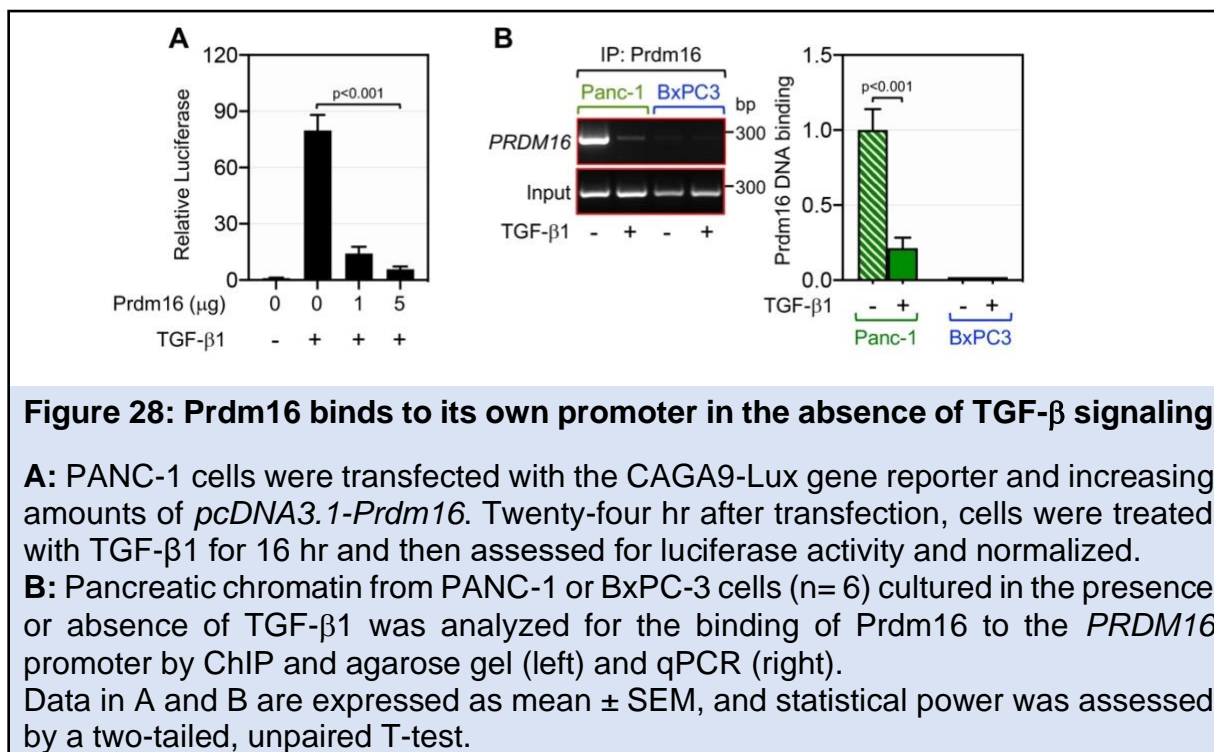 A
120
90
60
30
0
Relative Luciferase
p<0.001
Prdm16 (μg) 0 0 1 5
TGF-β1 - + + +
B
IP: Prdm16
Panc-1 BxPC3
bp
PRDM16
300
Input
300
TGF-β1 - + - +
1.5
1.0
0.5
0.0
Prdm16 DNA binding
p<0.001
TGF-β1 - + - +
Panc-1 BxPC3
Figure 28: Prdm16 binds to its own promoter in the absence of TGF-β signaling
A: PANC-1 cells were transfected with the CAGA9-Lux gene reporter and increasing
amounts of pcDNA3.1-Prdm16. Twenty-four hr after transfection, cells were treated
with TGF-β1 for 16 hr and then assessed for luciferase activity and normalized.
B: Pancreatic chromatin from PANC-1 or BxPC-3 cells (n= 6) cultured in the presence
or absence of TGF-β1 was analyzed for the binding of Prdm16 to the PRDM16
promoter by ChIP and agarose gel (left) and qPCR (right).
Data in A and B are expressed as mean ± SEM, and statistical power was assessed
by a two-tailed, unpaired T-test.